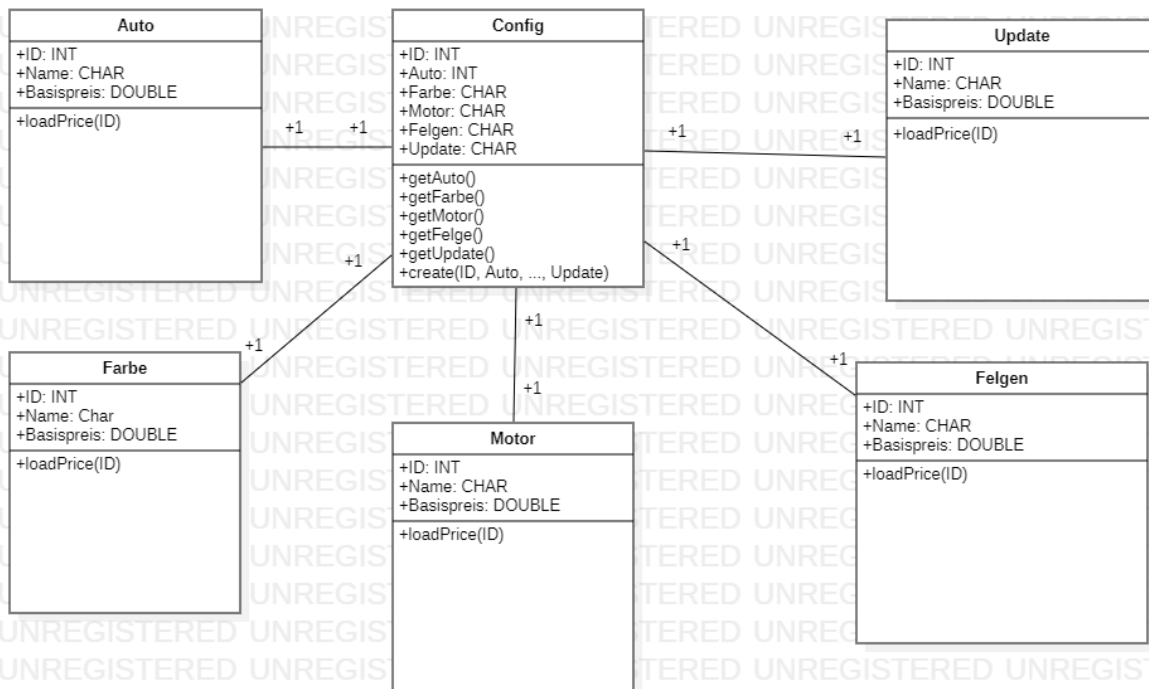 Auto
+ID: INT
+Name: CHAR
+Basispreis: DOUBLE
+loadPrice(ID)
+1
+1
Config
+ID: INT
+Auto: INT
+Farbe: CHAR
+Motor: CHAR
+Felgen: CHAR
+Update: CHAR
+getAuto()
+getFarbe()
+getMotor()
+getFelge()
+getUpdate()
+create(ID, Auto, ..., Update)
+1
+1
Update
+ID: INT
+Name: CHAR
+Basispreis: DOUBLE
+loadPrice(ID)
+1
+1
Farbe
+ID: INT
+Name: Char
+Basispreis: DOUBLE
+loadPrice(ID)
+1
+1
Motor
+ID: INT
+Name: CHAR
+Basispreis: DOUBLE
+loadPrice(ID)
+1
+1
Felgen
+ID: INT
+Name: CHAR
+Basispreis: DOUBLE
+loadPrice(ID)
UNREGISTERED UNREGISTERED UNREGISTERED UNREGISTERED UNREGIST